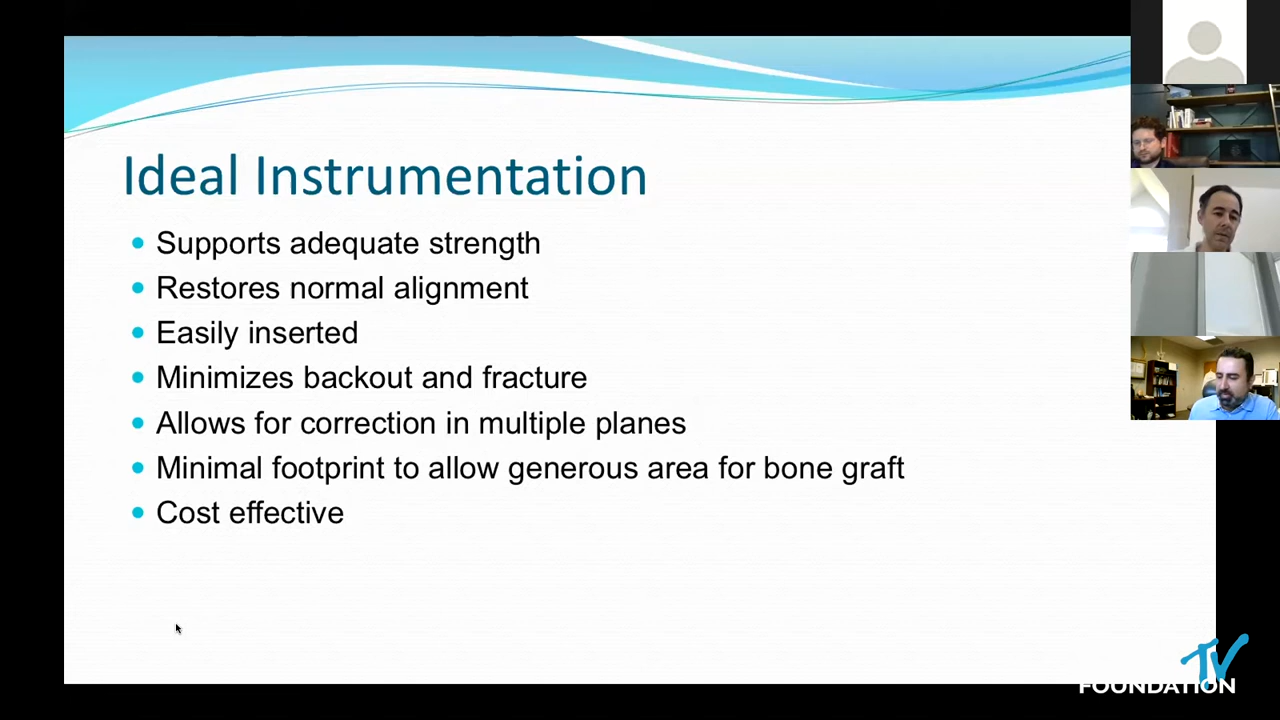 Ideal Instrumentation
Supports adequate strength
Restores normal alignment
Easily inserted
Minimizes backout and fracture
Allows for correction in multiple planes
Minimal footprint to allow generous area for bone graft
Cost effective
TV
FOUNDATION